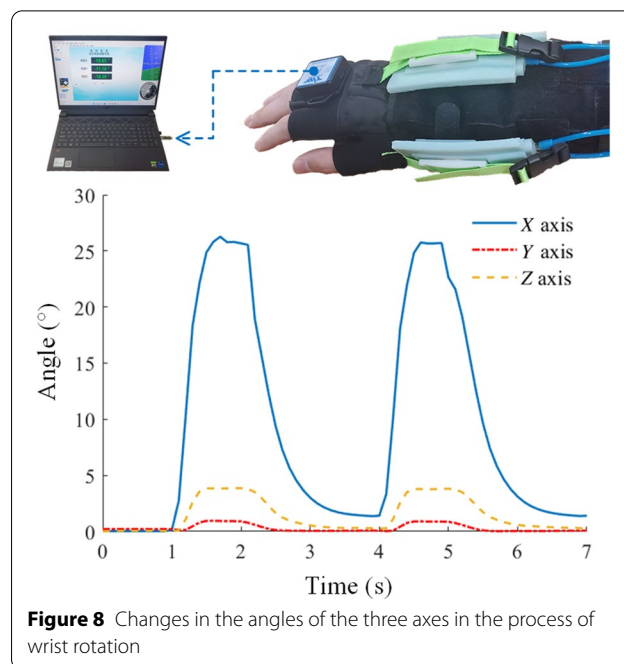 30
25
20
15
10
5
0
Angle (°)
X axis
Y axis
Z axis
0 1 2 3 4 5 6 7
Time (s)
Figure 8 Changes in the angles of the three axes in the process of
wrist rotation